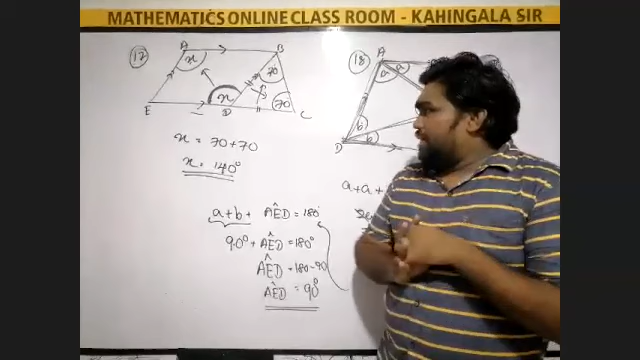 MATHEMATICS ONLINE CLASS ROOM - KAHINGALA SIR
17
A
B
x
70
70
x
E
D
C
x = 70+70
x = 140°
18
A
a
a
b
b
D
a+a+
a+b + AÊD = 180°
90° + AÊD = 180°
AÊD = 180-90
AÊD = 90°